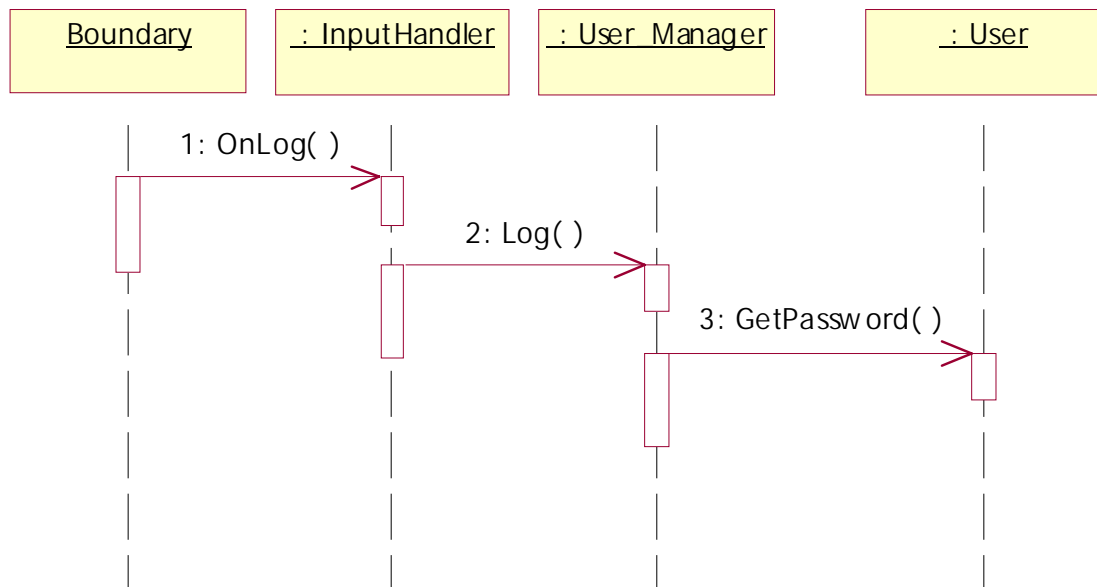 Boundary
: InputHandler
: User_Manager
: User
1: OnLog( )
2: Log( )
3: GetPassword( )